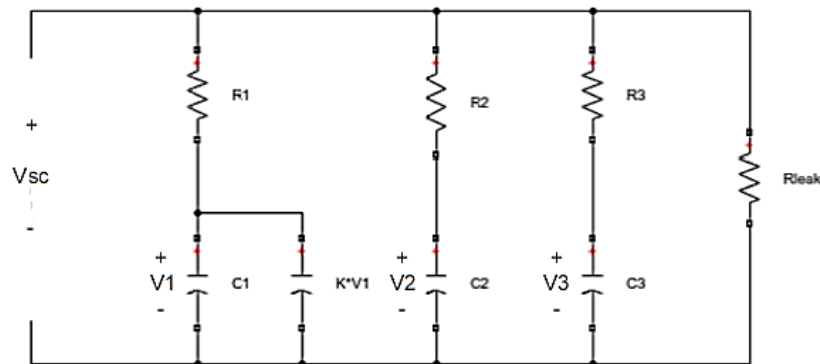 R1
R2
R3
+
Vsc
-
Rleak
+
V1
-
C1
K*V1
+
V2
-
C2
+
V3
-
C3